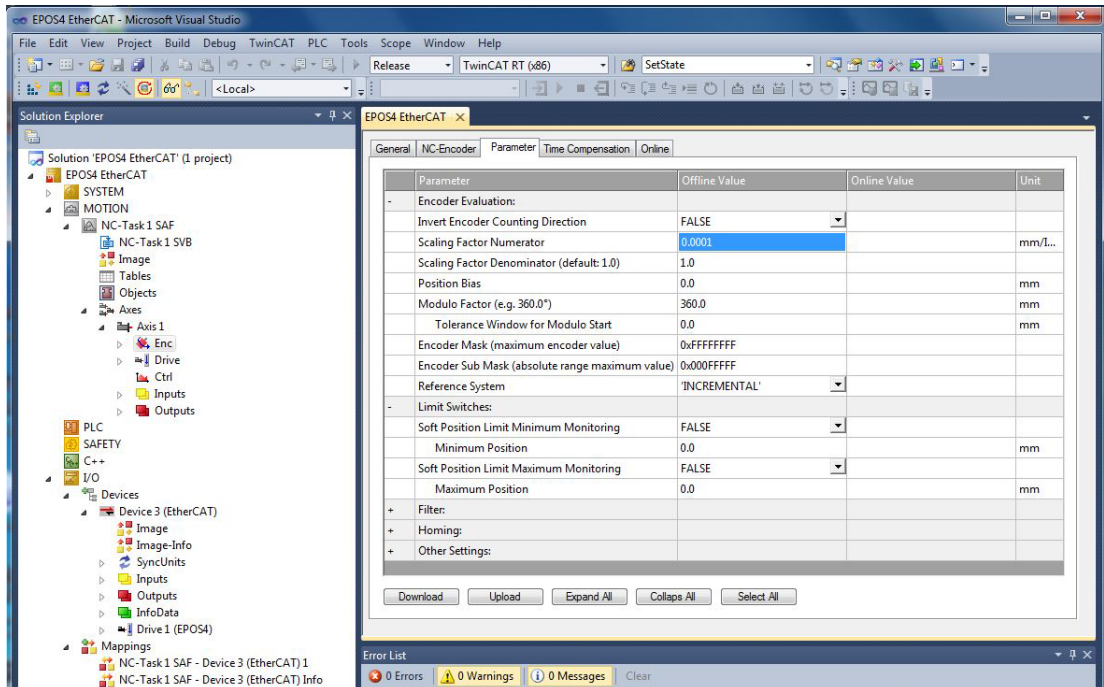 EPOS4 EtherCAT - Microsoft Visual Studio
File Edit View Project Build Debug TwinCAT PLC Tools Scope Window Help
Release TwinCAT RT (x86) SetState
<Local>
Solution Explorer
Solution 'EPOS4 EtherCAT' (1 project)
EPOS4 EtherCAT
SYSTEM
MOTION
NC-Task 1 SAF
NC-Task 1 SVB
Image
Tables
Objects
Axes
Axis 1
Enc
Drive
Ctrl
Inputs
Outputs
PLC
SAFETY
C++
I/O
Devices
Device 3 (EtherCAT)
Image
Image-Info
SyncUnits
Inputs
Outputs
InfoData
Drive 1 (EPOS4)
Mappings
NC-Task 1 SAF - Device 3 (EtherCAT) 1
NC-Task 1 SAF - Device 3 (EtherCAT) Info
EPOS4 EtherCAT
General NC-Encoder Parameter Time Compensation Online
Parameter Offline Value Online Value Unit
- Encoder Evaluation:
Invert Encoder Counting Direction FALSE
Scaling Factor Numerator 0.0001 mm/I...
Scaling Factor Denominator (default: 1.0) 1.0
Position Bias 0.0 mm
Modulo Factor (e.g. 360.0°) 360.0 mm
Tolerance Window for Modulo Start 0.0 mm
Encoder Mask (maximum encoder value) 0xFFFFFFFF
Encoder Sub Mask (absolute range maximum value) 0x000FFFFF
Reference System 'INCREMENTAL'
- Limit Switches:
Soft Position Limit Minimum Monitoring FALSE
Minimum Position 0.0 mm
Soft Position Limit Maximum Monitoring FALSE
Maximum Position 0.0 mm
+ Filter:
+ Homing:
+ Other Settings:
Download Upload Expand All Collaps All Select All
Error List
0 Errors 0 Warnings 0 Messages Clear